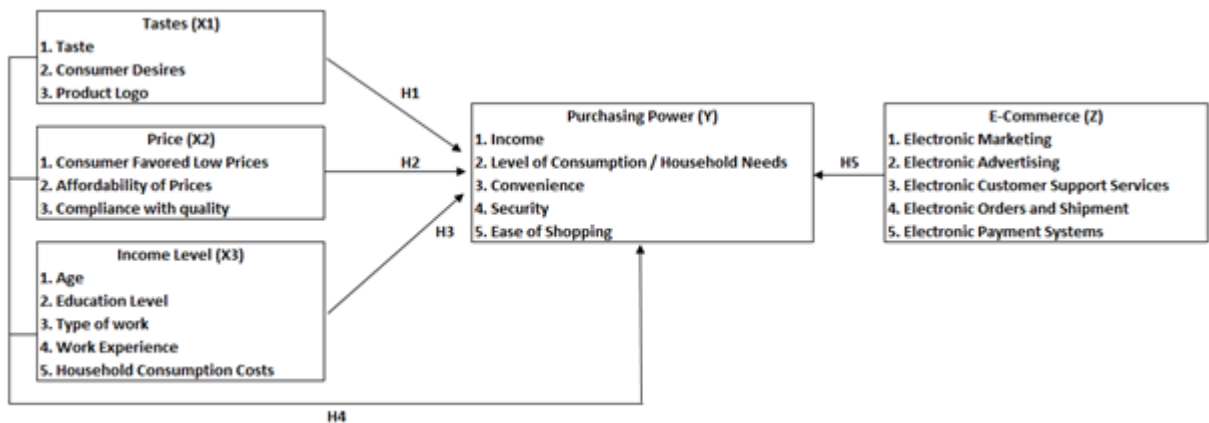 Tastes (X1)
1. Taste
2. Consumer Desires
3. Product Logo
H1
Price (X2)
1. Consumer Favored Low Prices
2. Affordability of Prices
3. Compliance with quality
H2
Income Level (X3)
1. Age
2. Education Level
3. Type of work
4. Work Experience
5. Household Consumption Costs
H3
H4
Purchasing Power (Y)
1. Income
2. Level of Consumption / Household Needs
3. Convenience
4. Security
5. Ease of Shopping
H5
E-Commerce (Z)
1. Electronic Marketing
2. Electronic Advertising
3. Electronic Customer Support Services
4. Electronic Orders and Shipment
5. Electronic Payment Systems